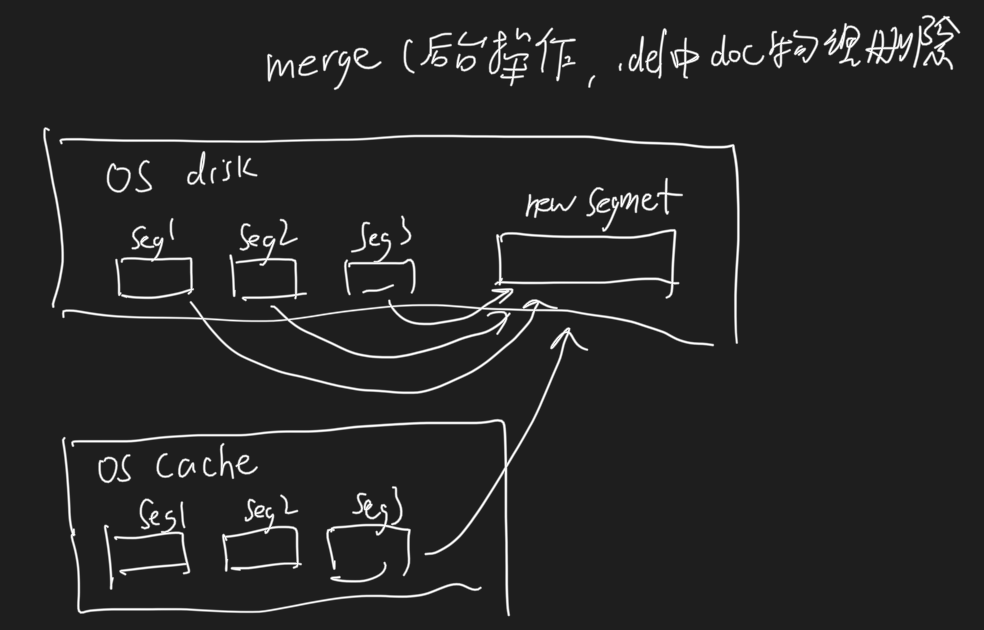 merge (后台操作, .del中doc物理删除
OS disk
new segmet
seg1 seg2 seg3
OS cache
seg1 seg2 seg3